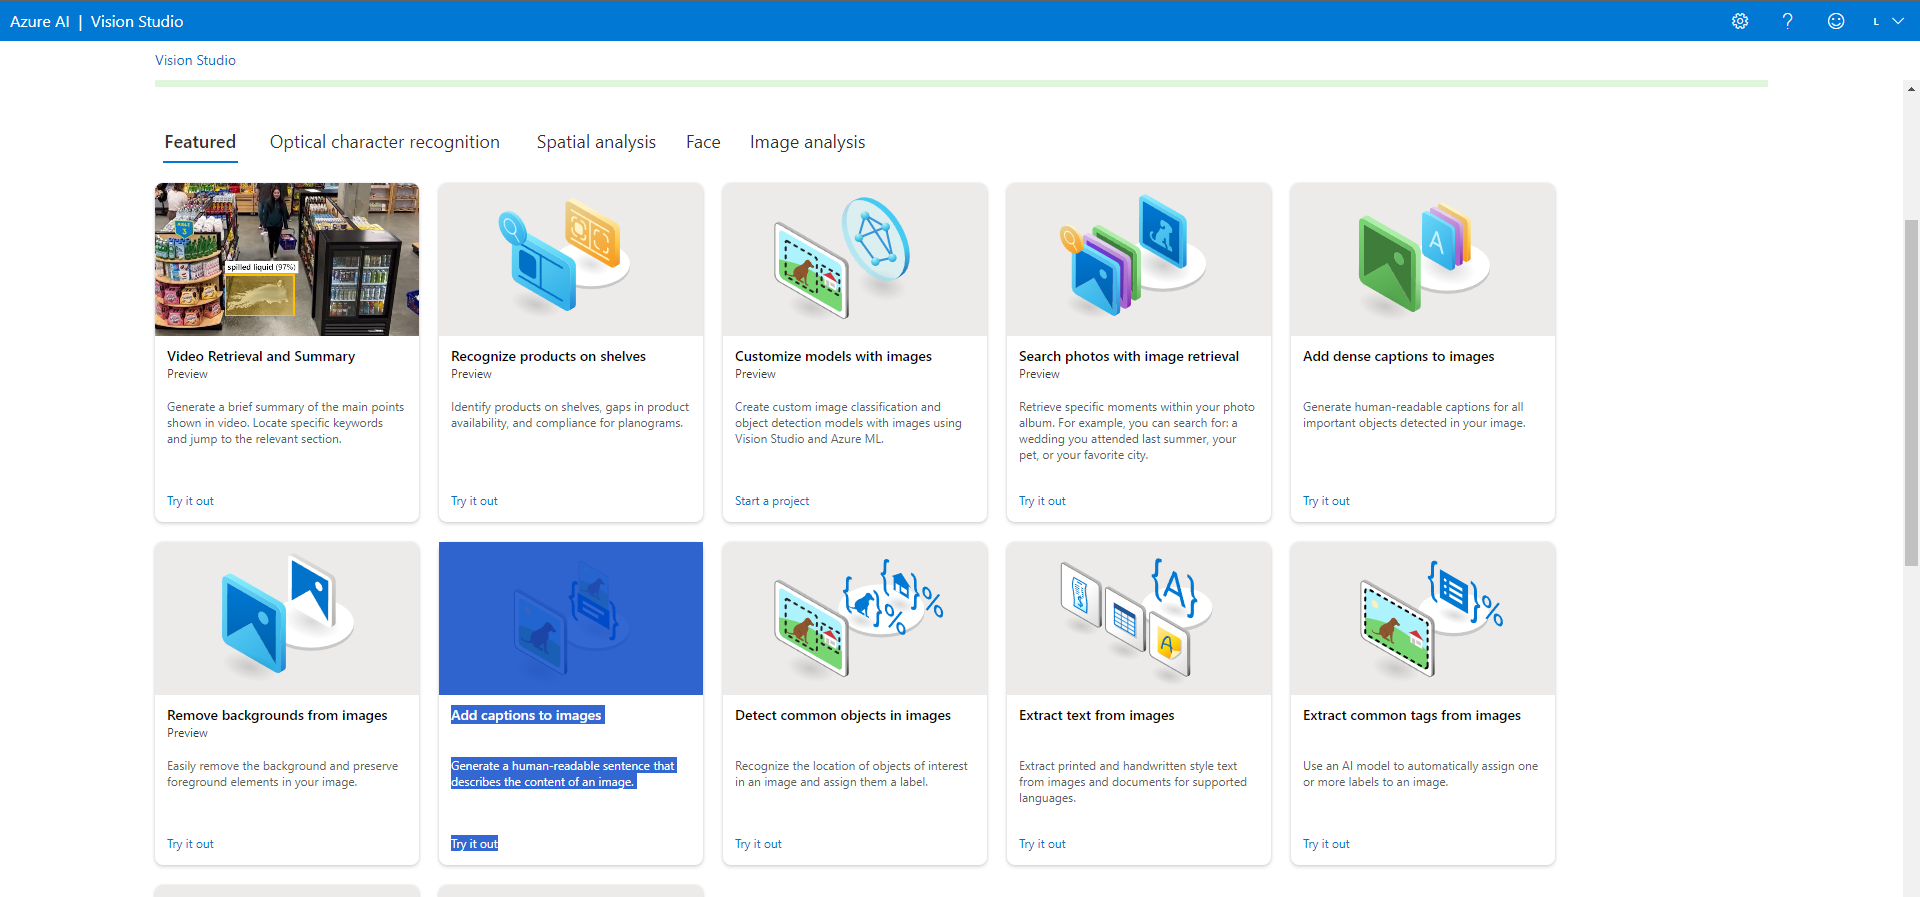 Azure AI | Vision Studio
L
Vision Studio
Featured
Optical character recognition
Spatial analysis
Face
Image analysis
AISLE
3
spilled liquid (97%)
Video Retrieval and Summary
Preview
Generate a brief summary of the main points
shown in video. Locate specific keywords
and jump to the relevant section.
Try it out
Recognize products on shelves
Preview
Identify products on shelves, gaps in product
availability, and compliance for planograms.
Try it out
Customize models with images
Preview
Create custom image classification and
object detection models with images using
Vision Studio and Azure ML.
Start a project
Search photos with image retrieval
Preview
Retrieve specific moments within your photo
album. For example, you can search for: a
wedding you attended last summer, your
pet, or your favorite city.
Try it out
A
Add dense captions to images
Generate human-readable captions for all
important objects detected in your image.
Try it out
Remove backgrounds from images
Preview
Easily remove the background and preserve
foreground elements in your image.
Try it out
Add captions to images
Generate a human-readable sentence that
describes the content of an image.
Try it out
{ }% { }%
Detect common objects in images
Recognize the location of objects of interest
in an image and assign them a label.
Try it out
{A}
A
Extract text from images
Extract printed and handwritten style text
from images and documents for supported
languages.
Try it out
{ }%
Extract common tags from images
Use an AI model to automatically assign one
or more labels to an image.
Try it out